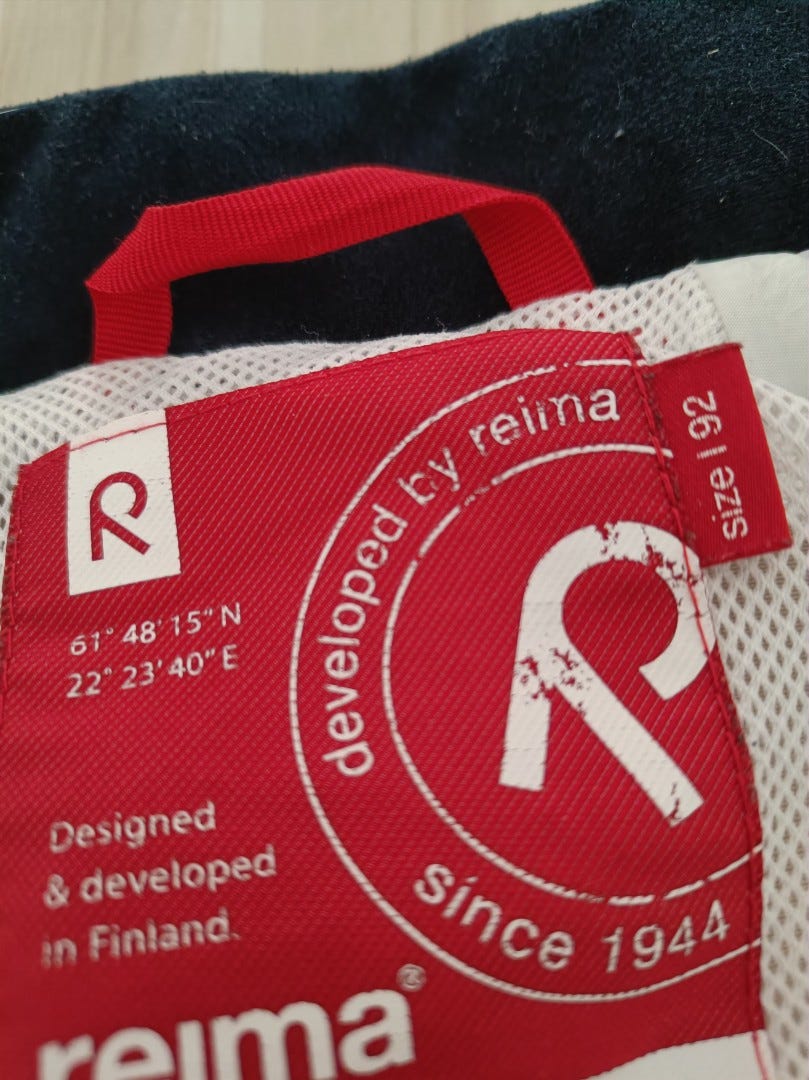 developed by reima
size | 92
61° 48' 15" N
22° 23' 40" E
Designed
& developed
in Finland.
since 1944
reima®